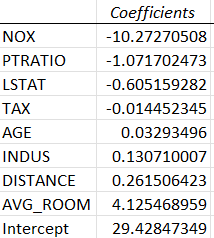 Coefficients
NOX -10.27270508
PTRATIO -1.071702473
LSTAT -0.605159282
TAX -0.014452345
AGE 0.03293496
INDUS 0.130710007
DISTANCE 0.261506423
AVG_ROOM 4.125468959
Intercept 29.42847349